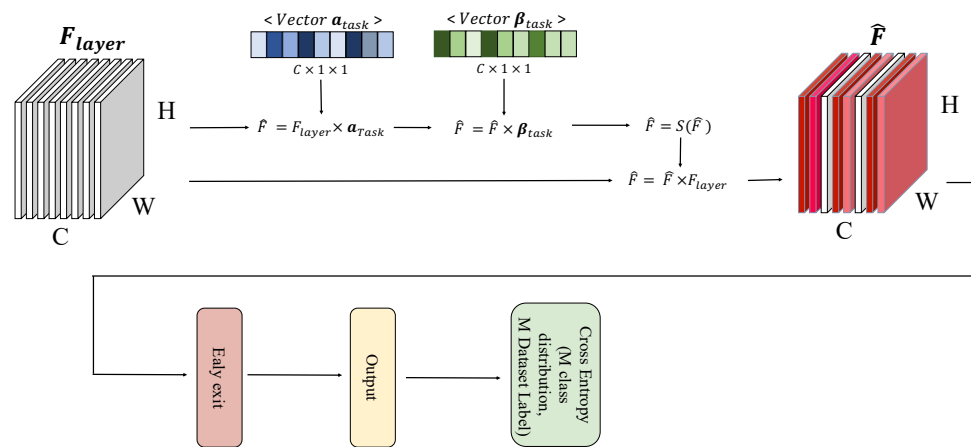 < Vector a_task >
< Vector β_task >
F_layer
F̂
C × 1 × 1
C × 1 × 1
H
H
F̂ = F_layer × a_Task
F̂ = F̂ × β_task
F̂ = S(F̂)
F̂ = F̂ × F_layer
W
W
C
C
Ealy exit
Output
Cross Entropy
(M class
distribution,
M Dataset Label)